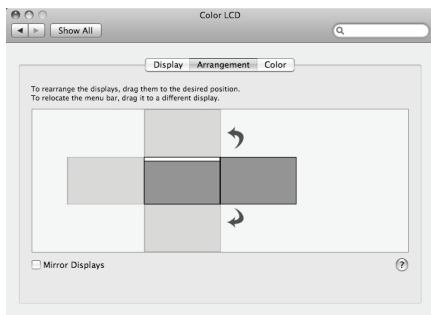 Color LCD
Show All
Display Arrangement Color
To rearrange the displays, drag them to the desired position.
To relocate the menu bar, drag it to a different display.
Mirror Displays ?